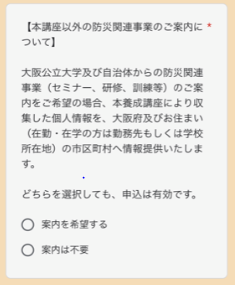 【本講座以外の防災関連事業のご案内に *
ついて】
大阪公立大学及び自治体からの防災関連
事業（セミナー、研修、訓練等）のご案
内をご希望の場合、本養成講座により収
集した個人情報を、大阪府及びお住まい
（在勤・在学の方は勤務先もしくは学校
所在地）の市区町村へ情報提供いたしま
す。
どちらを選択しても、申込は有効です。
案内を希望する
案内は不要